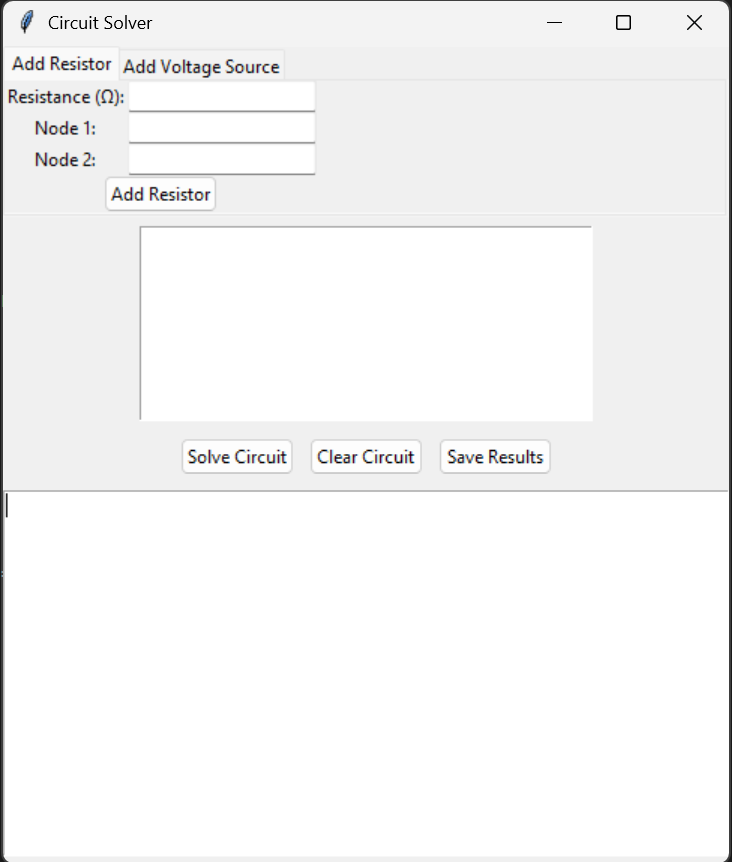 Circuit Solver
Add Resistor Add Voltage Source
Resistance (Ω):
Node 1:
Node 2:
Add Resistor
Solve Circuit Clear Circuit Save Results